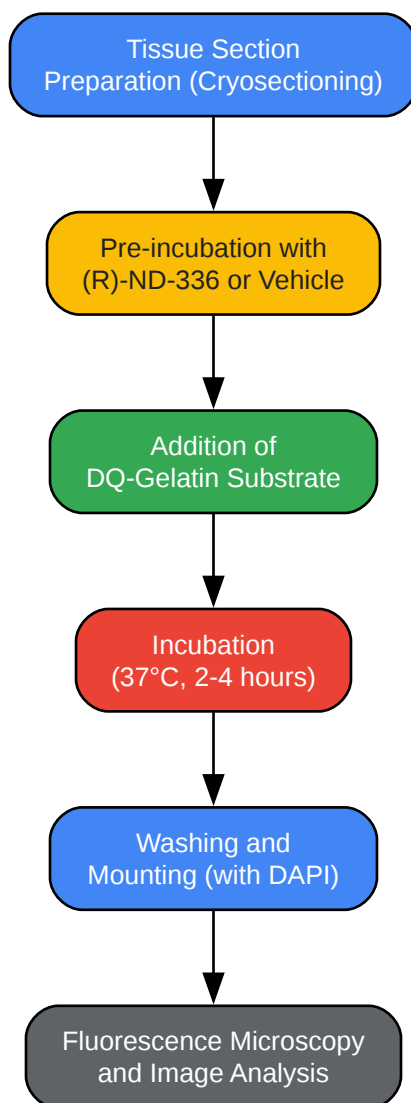 Tissue Section
Preparation (Cryosectioning)
Pre-incubation with
(R)-ND-336 or Vehicle
Addition of
DQ-Gelatin Substrate
Incubation
(37°C, 2-4 hours)
Washing and
Mounting (with DAPI)
Fluorescence Microscopy
and Image Analysis